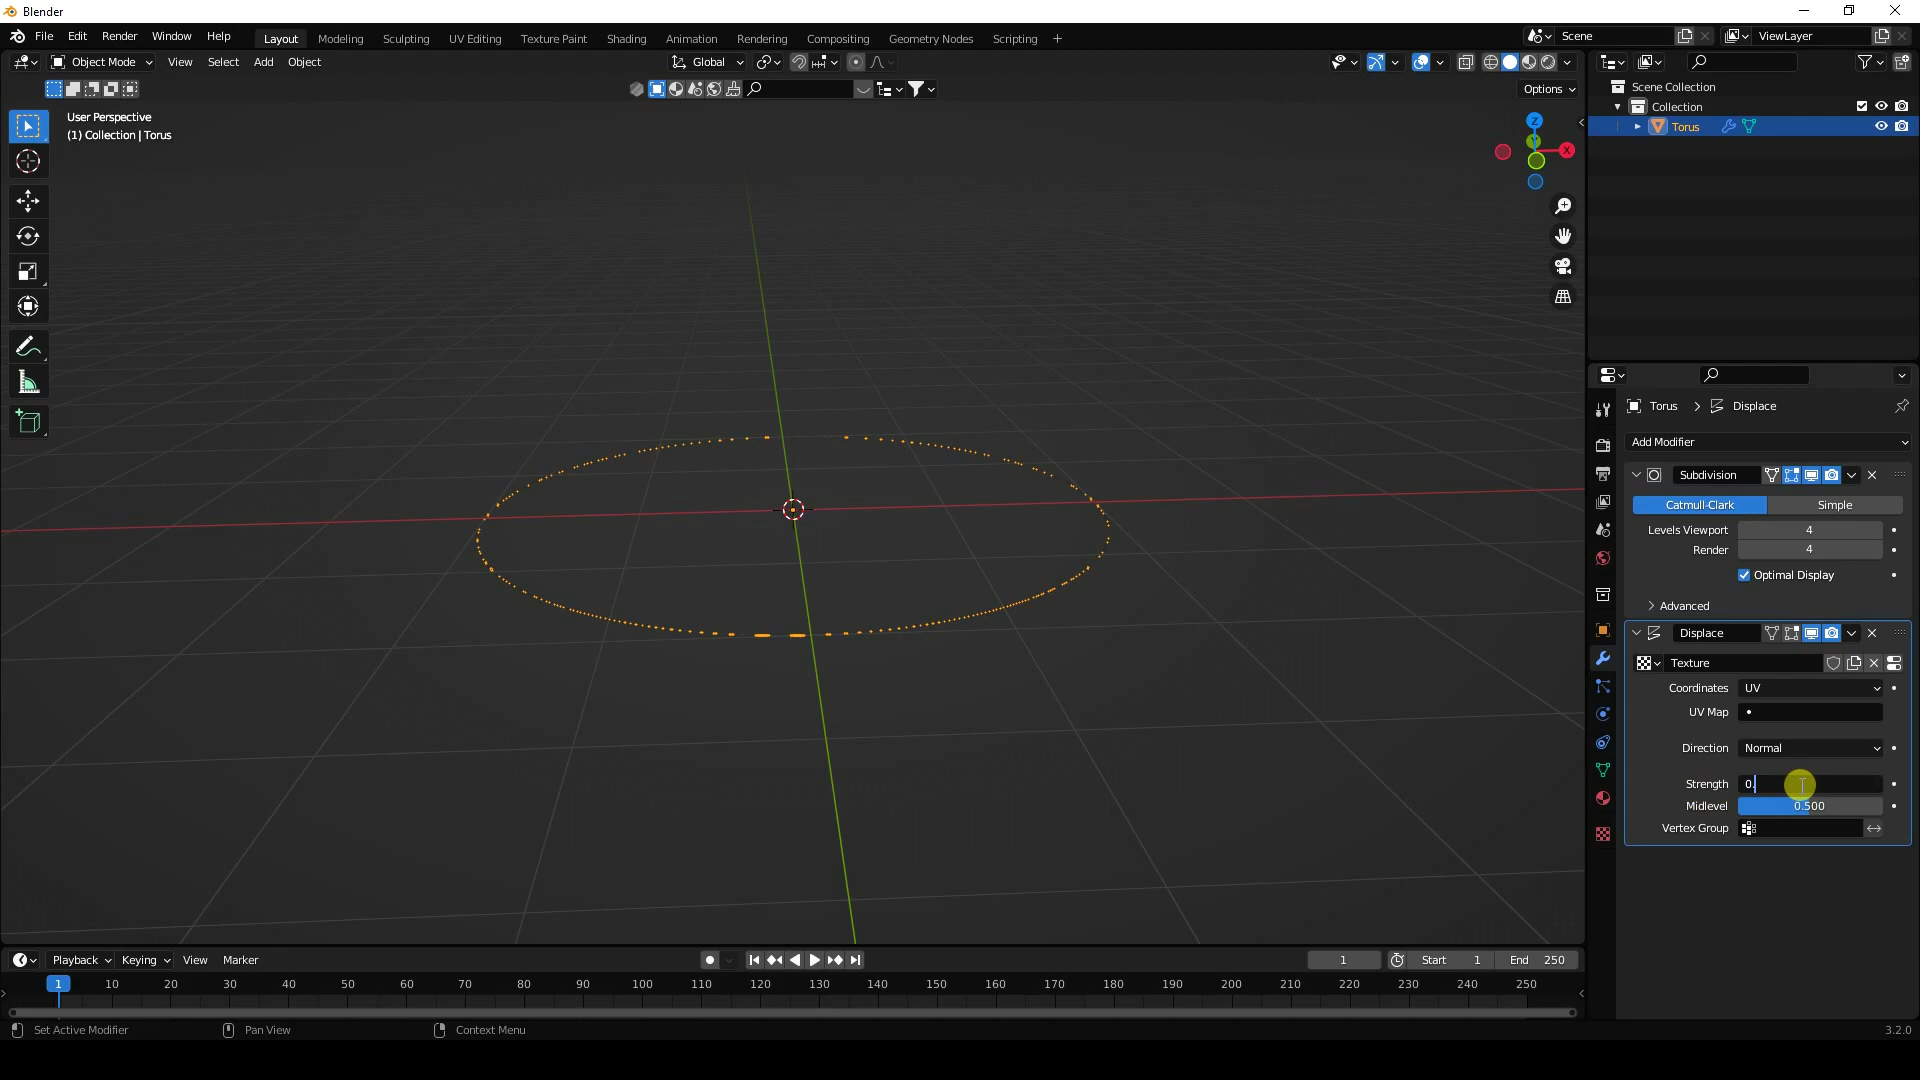 Blender
File Edit Render Window Help Layout Modeling Sculpting UV Editing Texture Paint Shading Animation Rendering Compositing Geometry Nodes Scripting + Scene ViewLayer
Object Mode View Select Add Object Global
Options
User Perspective
(1) Collection | Torus
Z
X
Scene Collection
Collection
Torus
Torus > Displace
Add Modifier
Subdivision
Catmull-Clark Simple
Levels Viewport 4
Render 4
Optimal Display
Advanced
Displace
Texture
Coordinates UV
UV Map
Direction Normal
Strength 0.
Midlevel 0.500
Vertex Group
Playback Keying View Marker 1 Start 1 End 250
1 10 20 30 40 50 60 70 80 90 100 110 120 130 140 150 160 170 180 190 200 210 220 230 240 250
Set Active Modifier Pan View Context Menu 3.2.0